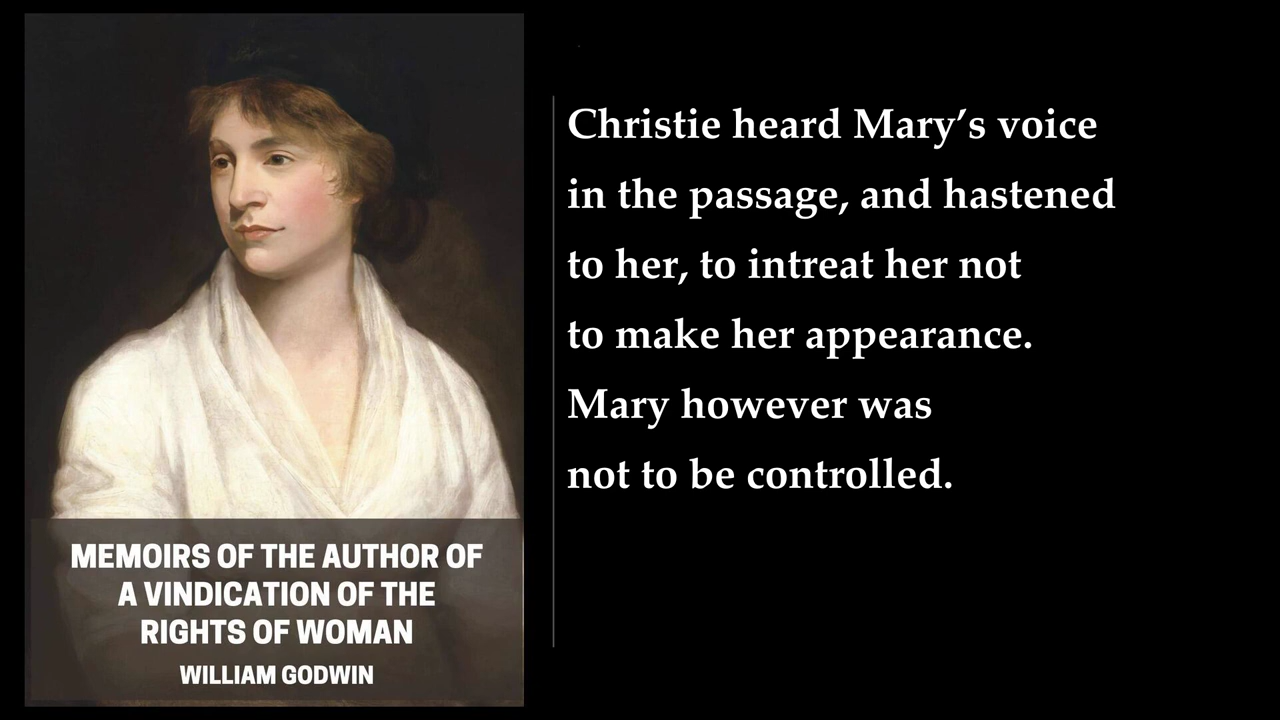 MEMOIRS OF THE AUTHOR OF
A VINDICATION OF THE
RIGHTS OF WOMAN
WILLIAM GODWIN
Christie heard Mary’s voice
in the passage, and hastened
to her, to intreat her not
to make her appearance.
Mary however was
not to be controlled.